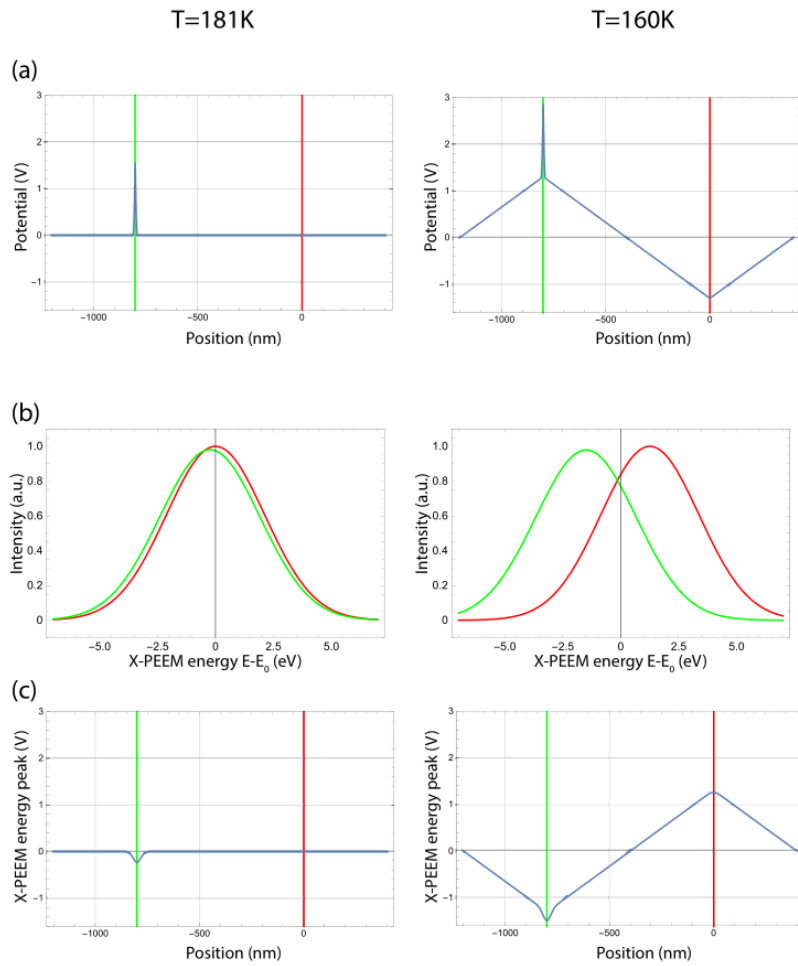 T=181K T=160K
(a)
3
2
1
0
−1
Potential (V)
−1000 −500 0
Position (nm)
3
2
1
0
−1
Potential (V)
−1000 −500 0
Position (nm)
(b)
1.0
0.8
0.6
0.4
0.2
0
Intensity (a.u.)
−5.0 −2.5 0 2.5 5.0
X-PEEM energy E-E₀ (eV)
1.0
0.8
0.6
0.4
0.2
0
Intensity (a.u.)
−5.0 −2.5 0 2.5 5.0
X-PEEM energy E-E₀ (eV)
(c)
3
2
1
0
−1
X-PEEM energy peak (V)
−1000 −500 0
Position (nm)
3
2
1
0
−1
X-PEEM energy peak (V)
−1000 −500 0
Position (nm)